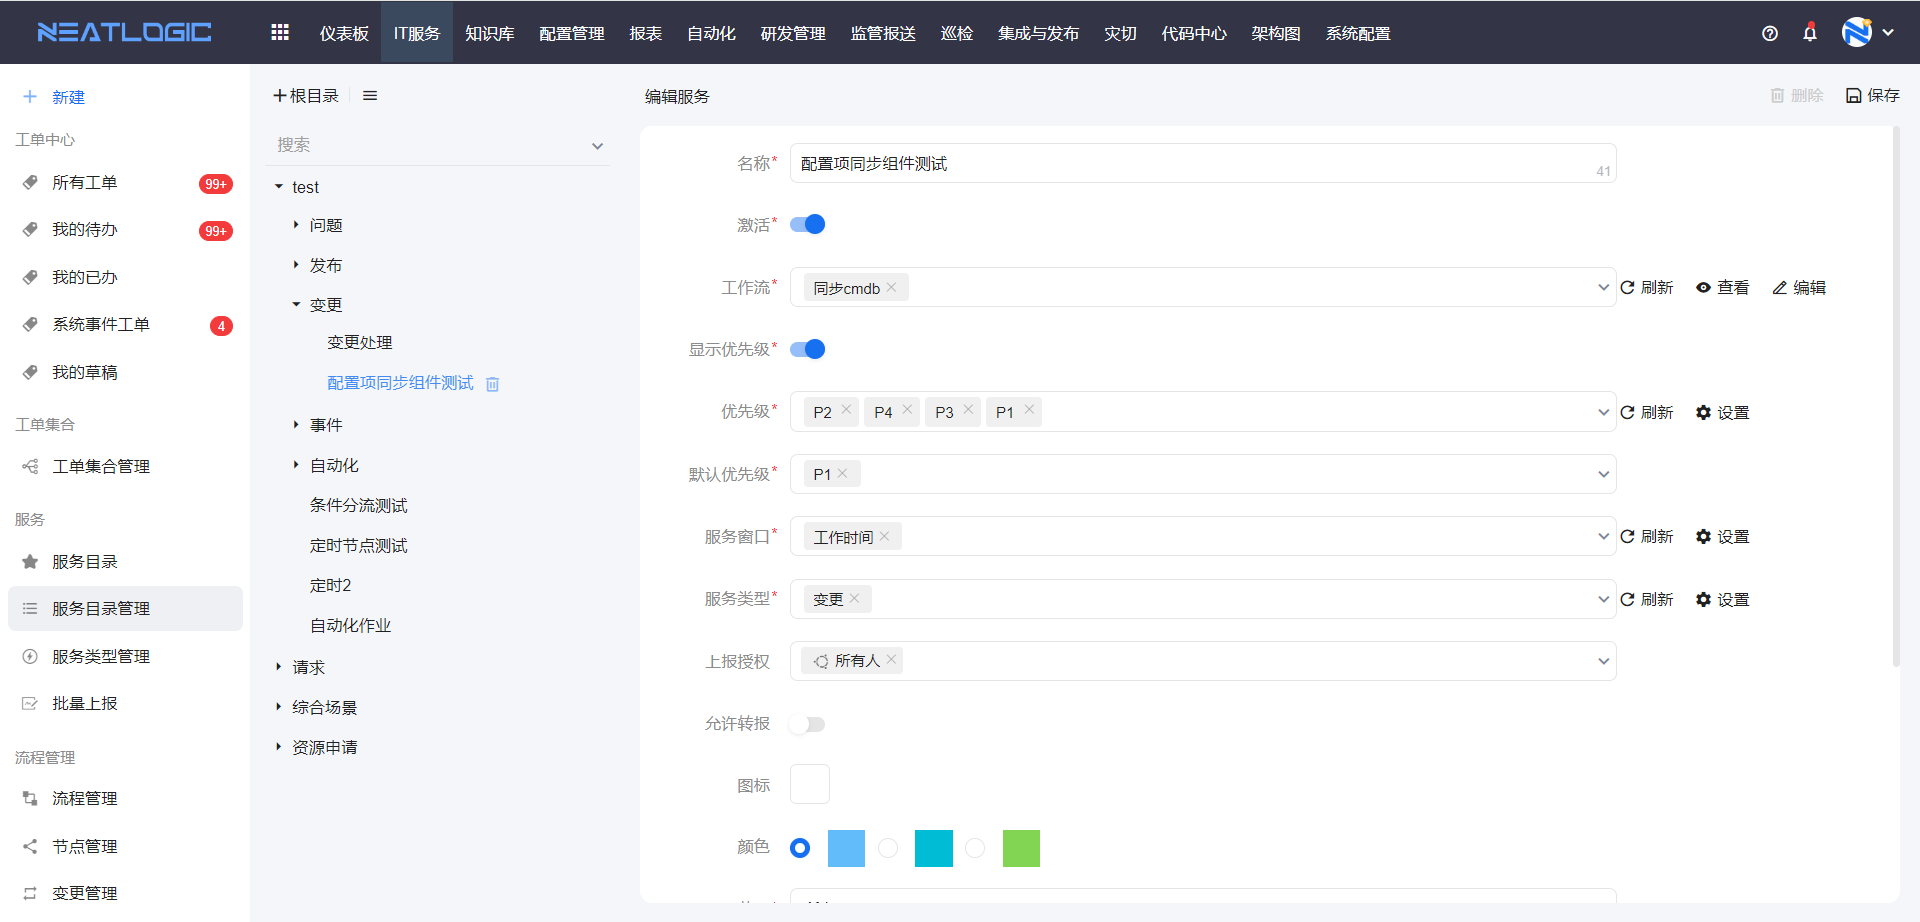 NEATLOGIC
仪表板 IT服务 知识库 配置管理 报表 自动化 研发管理 监管报送 巡检 集成与发布 灾切 代码中心 架构图 系统配置
新建
工单中心
所有工单 99+
我的待办 99+
我的已办
系统事件工单 4
我的草稿
工单集合
工单集合管理
服务
服务目录
服务目录管理
服务类型管理
批量上报
流程管理
流程管理
节点管理
变更管理
根目录
搜索
test
问题
发布
变更
变更处理
配置项同步组件测试
事件
自动化
条件分流测试
定时节点测试
定时2
自动化作业
请求
综合场景
资源申请
编辑服务 删除 保存
名称* 配置项同步组件测试 41
激活*
工作流* 同步cmdb 刷新 查看 编辑
显示优先级*
优先级* P2 P4 P3 P1 刷新 设置
默认优先级* P1
服务窗口* 工作时间 刷新 设置
服务类型* 变更 刷新 设置
上报授权 所有人
允许转报
图标
颜色